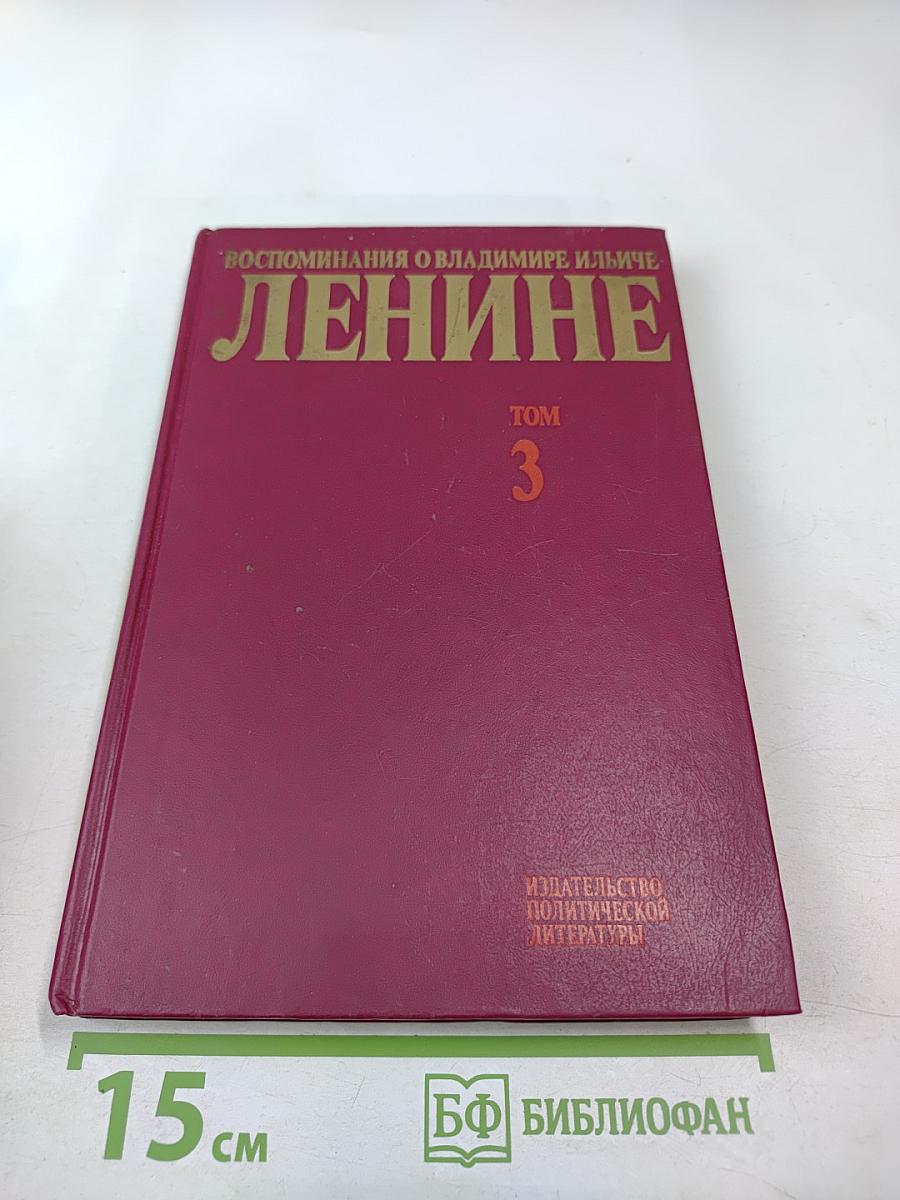 ВОСПОМИНАНИЯ О ВЛАДИМИРЕ ИЛЬИЧЕ
ЛЕНИНЕ
ТОМ
3
ИЗДАТЕЛЬСТВО
ПОЛИТИЧЕСКОЙ
ЛИТЕРАТУРЫ
15 см
БФ БИБЛИОФАН